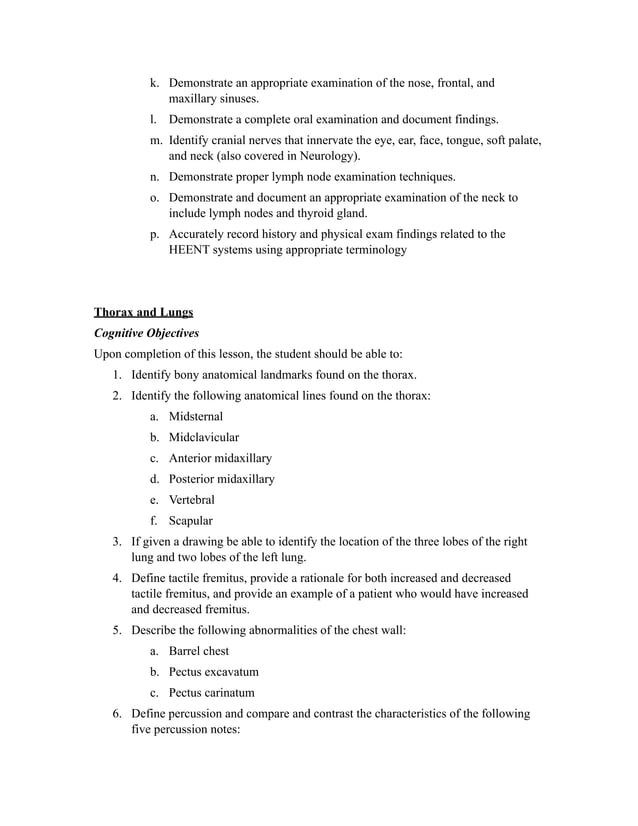 k. Demonstrate an appropriate examination of the nose, frontal, and
maxillary sinuses.
l. Demonstrate a complete oral examination and document findings.
m. Identify cranial nerves that innervate the eye, ear, face, tongue, soft palate,
and neck (also covered in Neurology).
n. Demonstrate proper lymph node examination techniques.
o. Demonstrate and document an appropriate examination of the neck to
include lymph nodes and thyroid gland.
p. Accurately record history and physical exam findings related to the
HEENT systems using appropriate terminology
Thorax and Lungs
Cognitive Objectives
Upon completion of this lesson, the student should be able to:
1. Identify bony anatomical landmarks found on the thorax.
2. Identify the following anatomical lines found on the thorax:
a. Midsternal
b. Midclavicular
c. Anterior midaxillary
d. Posterior midaxillary
e. Vertebral
f. Scapular
3. If given a drawing be able to identify the location of the three lobes of the right
lung and two lobes of the left lung.
4. Define tactile fremitus, provide a rationale for both increased and decreased
tactile fremitus, and provide an example of a patient who would have increased
and decreased fremitus.
5. Describe the following abnormalities of the chest wall:
a. Barrel chest
b. Pectus excavatum
c. Pectus carinatum
6. Define percussion and compare and contrast the characteristics of the following
five percussion notes: